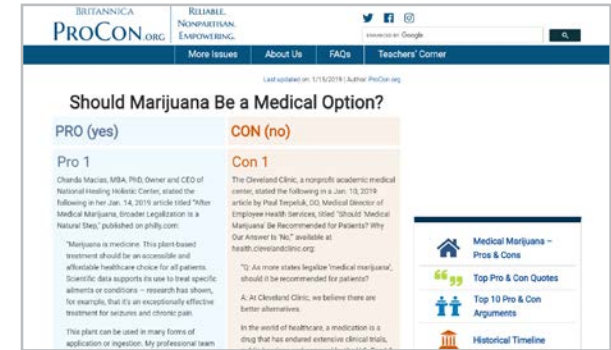 BRITANNICA
PROCON.ORG
RELIABLE.
NONPARTISAN.
EMPOWERING.
ENHANCED BY Google
More Issues About Us FAQs Teachers' Corner
Last updated on: 1/15/2019 | Author: ProCon.org
Should Marijuana Be a Medical Option?
PRO (yes)
Pro 1
Chanda Macias, MBA, PhD, Owner and CEO of
National Healing Holistic Center, stated the
following in her Jan. 14, 2019 article titled "After
Medical Marijuana, Broader Legalization is a
Natural Step," published on philly.com:
"Marijuana is medicine. This plant-based
treatment should be an accessible and
affordable healthcare choice for all patients.
Scientific data supports its use to treat specific
ailments or conditions – research has shown,
for example, that it's an exceptionally effective
treatment for seizures and chronic pain.
This plant can be used in many forms of
application or ingestion. My professional team
CON (no)
Con 1
The Cleveland Clinic, a nonprofit academic medical
center, stated the following in a Jan. 10, 2019
article by Paul Terpeluk, DO, Medical Director of
Employee Health Services, titled "Should 'Medical
Marijuana' Be Recommended for Patients? Why
Our Answer Is 'No,'" available at
health.clevelandclinic.org:
"Q: As more states legalize 'medical marijuana',
should it be recommended for patients?
A: At Cleveland Clinic, we believe there are
better alternatives.
In the world of healthcare, a medication is a
drug that has endured extensive clinical trials,
Medical Marijuana –
Pros & Cons
Top Pro & Con Quotes
Top 10 Pro & Con
Arguments
Historical Timeline